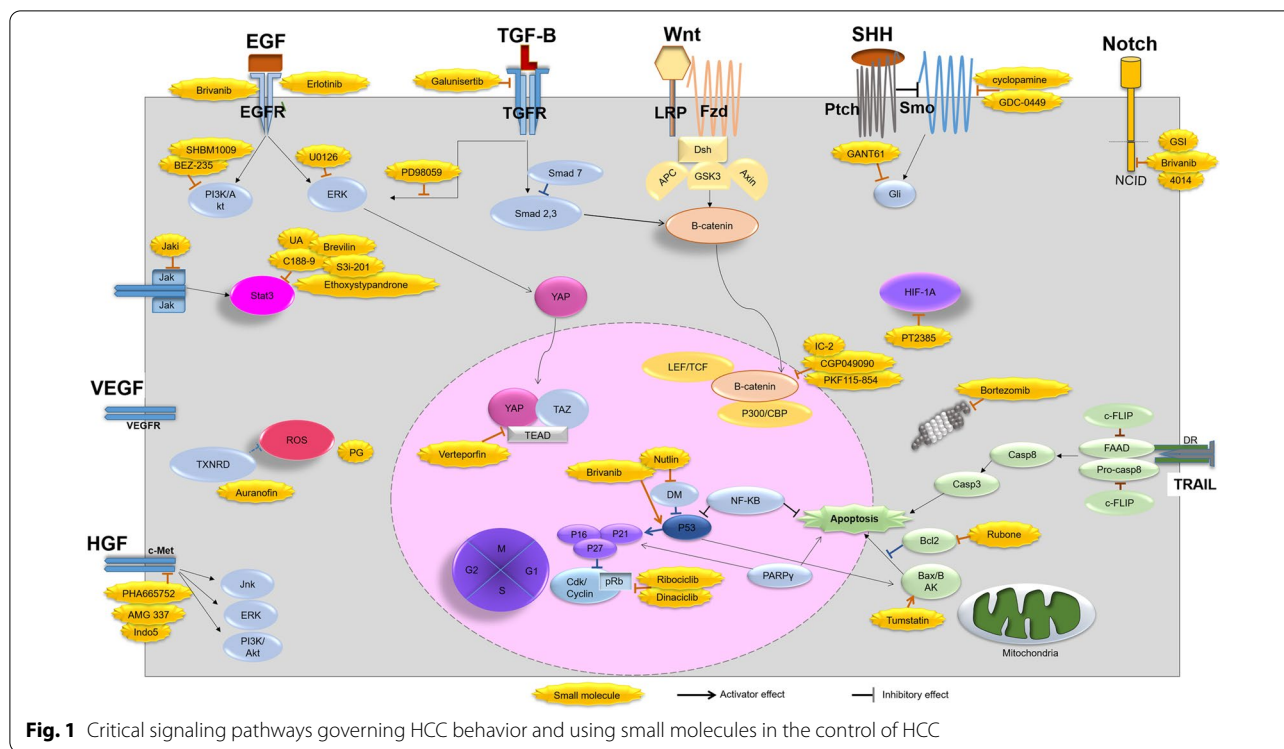 EGF
TGF-B
Wnt
SHH
Notch
Brivanib
Erlotinib
EGFR
Galunisertib
TGFR
LRP
Fzd
Ptch
Smo
cyclopamine
GDC-0449
SHBM1009
BEZ-235
PI3K/A
kt
U0126
ERK
PD98059
Smad 7
Smad 2,3
Dsh
APC
GSK3
Axin
B-catenin
GANT61
Gli
GSI
Brivanib
4014
NCID
Jaki
Jak
Jak
Stat3
UA
Brevilin
C188-9
S3i-201
Ethoxystypandrone
YAP
HIF-1A
PT2385
IC-2
CGP049090
PKF115-854
LEF/TCF
B-catenin
P300/CBP
VEGF
VEGFR
YAP
TAZ
TEAD
Verteporfin
Bortezomib
ROS
PG
TXNRD
Auranofin
c-FLIP
DR
FAAD
Pro-casp8
c-FLIP
TRAIL
Casp8
Casp3
Nutlin
Brivanib
DM
P53
NF-KB
Apoptosis
P16
P21
P27
Bcl2
Rubone
HGF
c-Met
PHA665752
AMG 337
Indo5
Jnk
ERK
PI3K/
Akt
M
G2
G1
S
Cdk/
Cyclin
pRb
Ribociclib
Dinaciclib
PARPγ
Bax/B
AK
Tumstatin
Mitochondria
Small molecule
Activator effect
Inhibitory effect
Fig. 1 Critical signaling pathways governing HCC behavior and using small molecules in the control of HCC